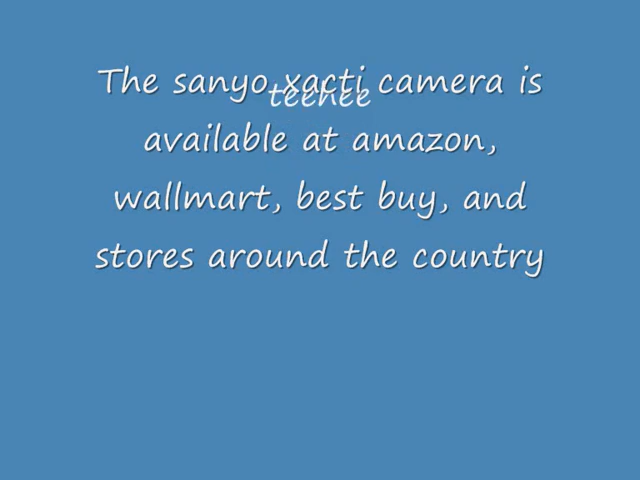 The sanyo xacti camera is
teehee
available at amazon,
wallmart, best buy, and
stores around the country